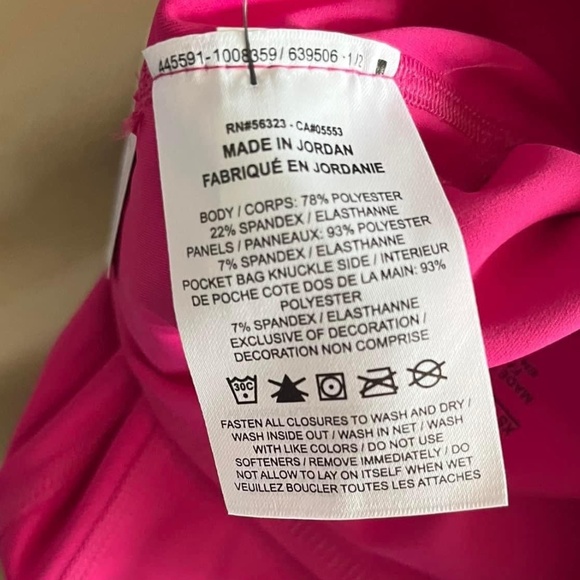 445591-1008359/ 639506 - 1/2
RN#56323 - CA#05553
MADE IN JORDAN
FABRIQUÉ EN JORDANIE
BODY / CORPS: 78% POLYESTER
22% SPANDEX / ELASTHANNE
PANELS / PANNEAUX: 93% POLYESTER
7% SPANDEX / ELASTHANNE
POCKET BAG KNUCKLE SIDE / INTERIEUR
DE POCHE COTE DOS DE LA MAIN: 93%
POLYESTER
7% SPANDEX / ELASTHANNE
EXCLUSIVE OF DECORATION /
DECORATION NON COMPRISE
30C
FASTEN ALL CLOSURES TO WASH AND DRY /
WASH INSIDE OUT / WASH IN NET / WASH
WITH LIKE COLORS / DO NOT USE
SOFTENERS / REMOVE IMMEDIATELY / DO
NOT ALLOW TO LAY ON ITSELF WHEN WET
VEUILLEZ BOUCLER TOUTES LES ATTACHES
MADE